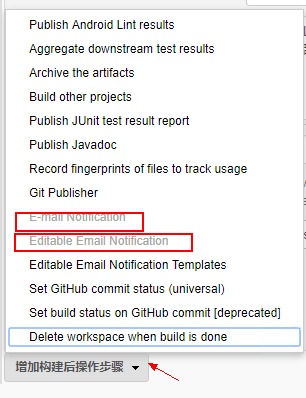 Publish Android Lint results
Aggregate downstream test results
Archive the artifacts
Build other projects
Publish JUnit test result report
Publish Javadoc
Record fingerprints of files to track usage
Git Publisher
E-mail Notification
Editable Email Notification
Editable Email Notification Templates
Set GitHub commit status (universal)
Set build status on GitHub commit [deprecated]
Delete workspace when build is done
增加构建后操作步骤